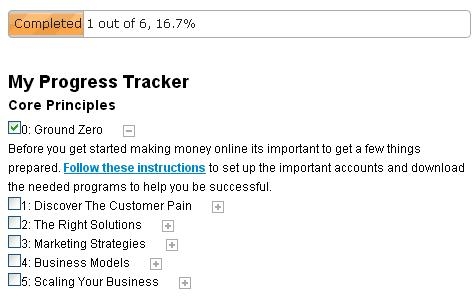 Completed 1 out of 6, 16.7%
My Progress Tracker
Core Principles
0: Ground Zero
Before you get started making money online its important to get a few things
prepared. Follow these instructions to set up the important accounts and download
the needed programs to help you be successful.
1: Discover The Customer Pain
2: The Right Solutions
3: Marketing Strategies
4: Business Models
5: Scaling Your Business